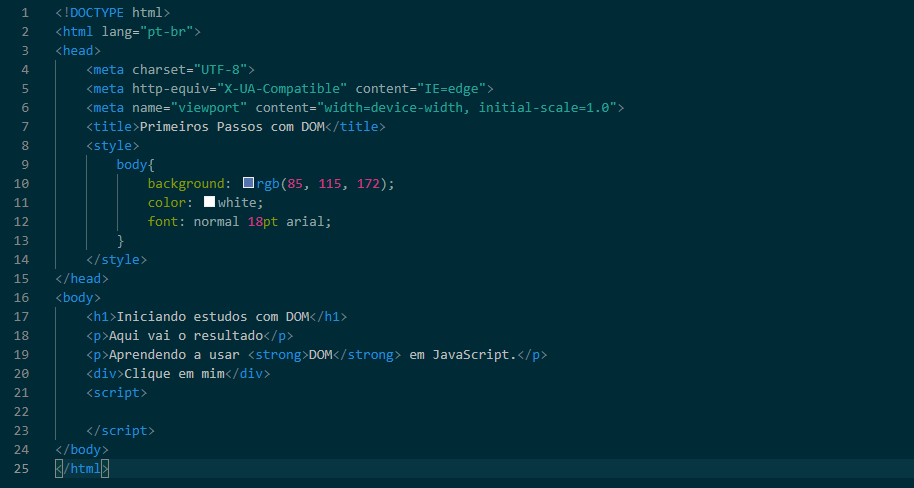 1 <!DOCTYPE html>
2 <html lang="pt-br">
3 <head>
4     <meta charset="UTF-8">
5     <meta http-equiv="X-UA-Compatible" content="IE=edge">
6     <meta name="viewport" content="width=device-width, initial-scale=1.0">
7     <title>Primeiros Passos com DOM</title>
8     <style>
9         body{
10             background: rgb(85, 115, 172);
11             color: white;
12             font: normal 18pt arial;
13         }
14     </style>
15 </head>
16 <body>
17     <h1>Iniciando estudos com DOM</h1>
18     <p>Aqui vai o resultado</p>
19     <p>Aprendendo a usar <strong>DOM</strong> em JavaScript.</p>
20     <div>Clique em mim</div>
21     <script>
22
23     </script>
24 </body>
25 </html>